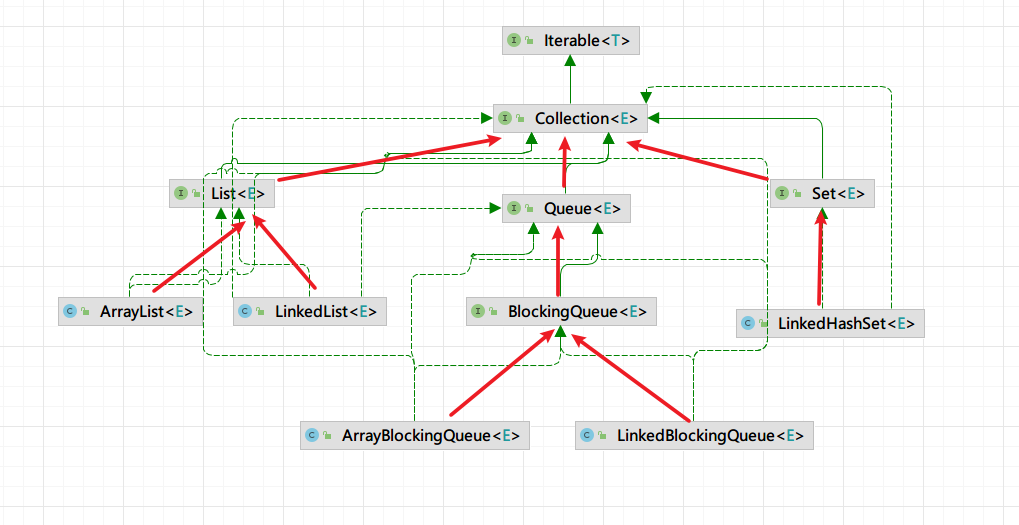 I Iterable<T>
I Collection<E>
I List<E>
I Queue<E>
I Set<E>
C ArrayList<E>
C LinkedList<E>
I BlockingQueue<E>
C LinkedHashSet<E>
C ArrayBlockingQueue<E>
C LinkedBlockingQueue<E>